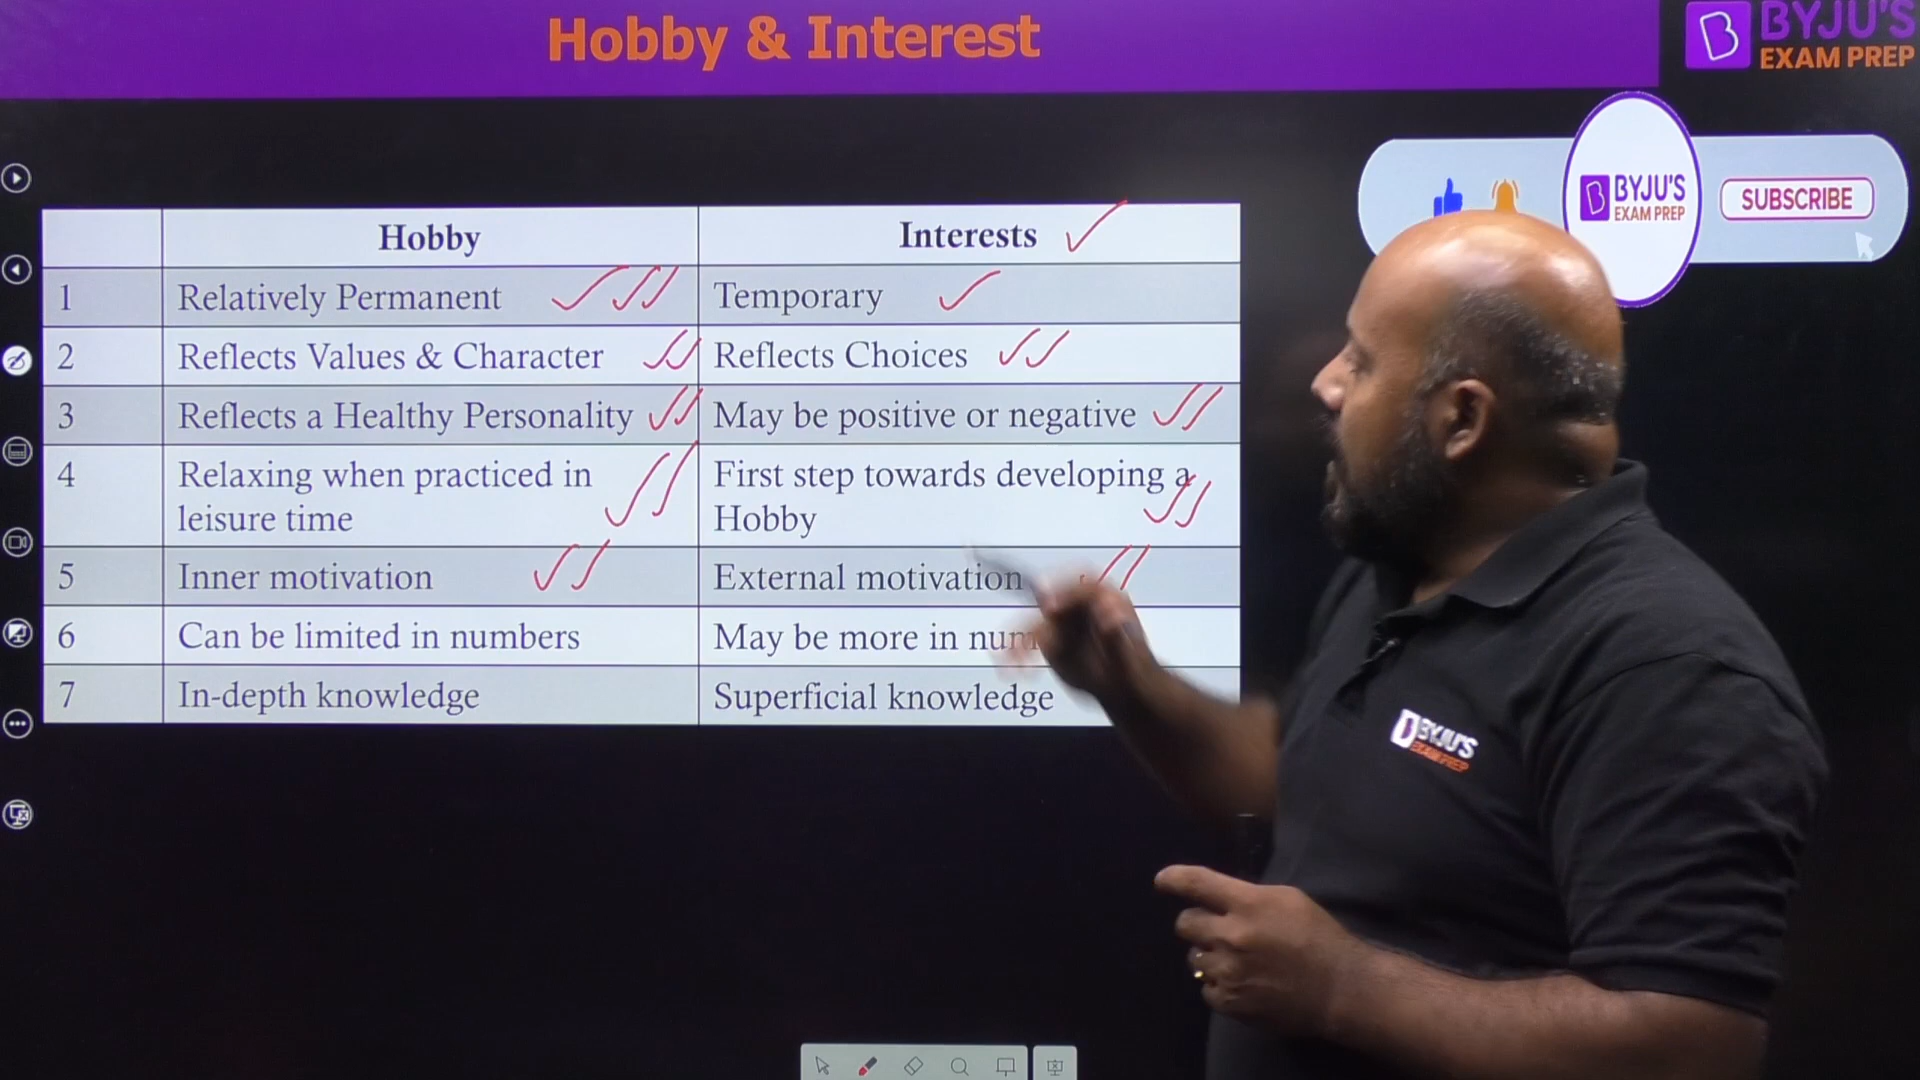 Hobby & Interest
BYJU'S
EXAM PREP
BYJU'S
EXAM PREP
SUBSCRIBE
Hobby Interests
1 Relatively Permanent Temporary
2 Reflects Values & Character Reflects Choices
3 Reflects a Healthy Personality May be positive or negative
4 Relaxing when practiced in First step towards developing a
leisure time Hobby
5 Inner motivation External motivation
6 Can be limited in numbers May be more in
7 In-depth knowledge Superficial knowledge
BYJU'S
EXAM PREP